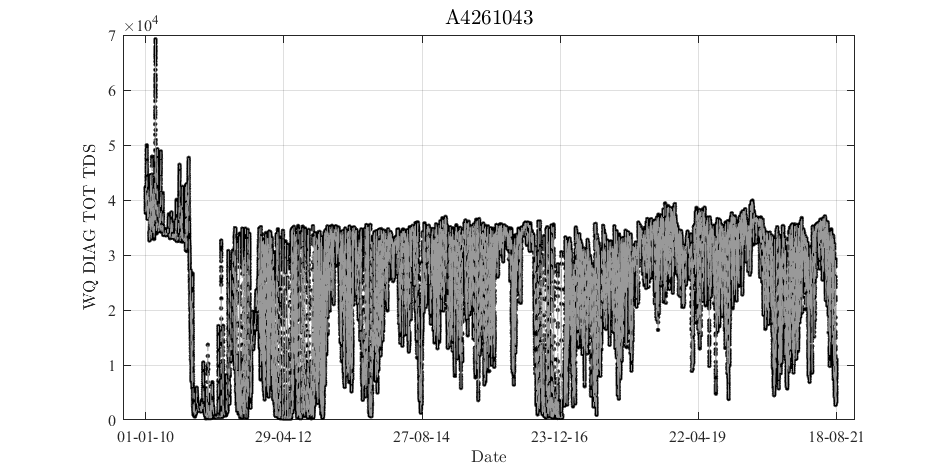 A4261043
×10⁴
7
6
5
4
3
2
1
0
WQ DIAG TOT TDS
01-01-10 29-04-12 27-08-14 23-12-16 22-04-19 18-08-21
Date